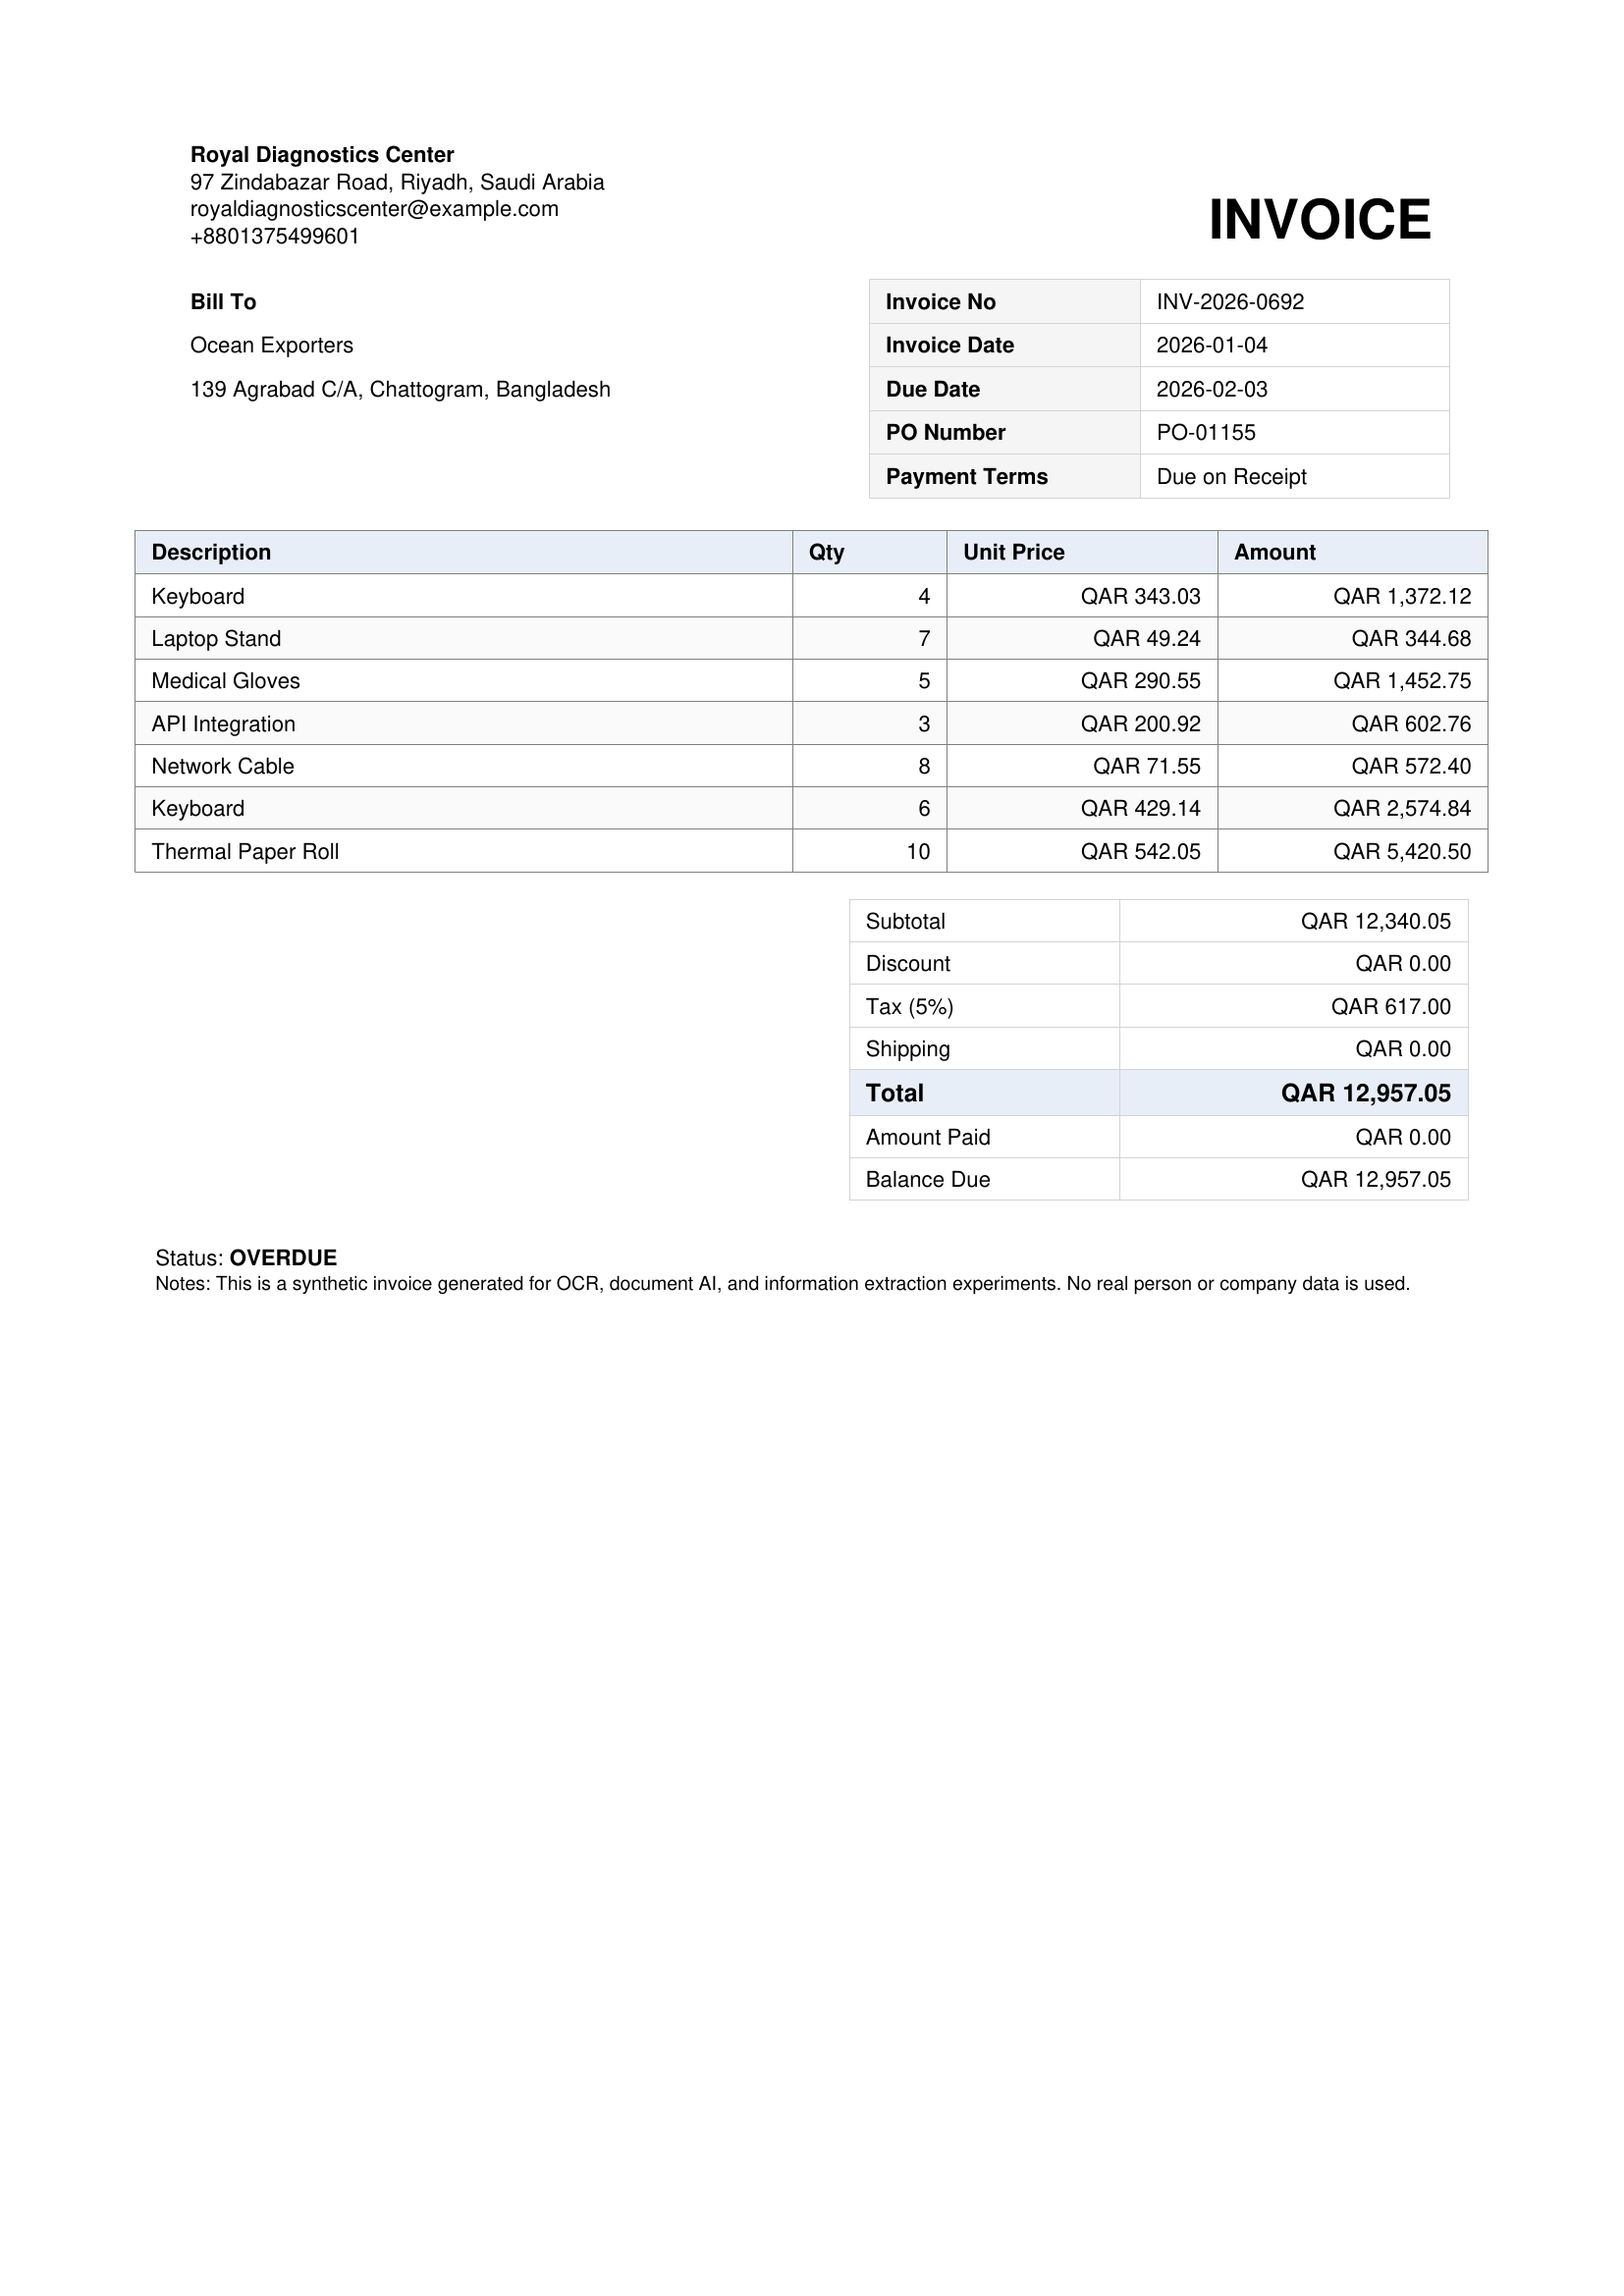 Royal Diagnostics Center
97 Zindabazar Road, Riyadh, Saudi Arabia
royaldiagnosticscenter@example.com
+8801375499601
INVOICE
Bill To
Ocean Exporters
139 Agrabad C/A, Chattogram, Bangladesh
Invoice No INV-2026-0692
Invoice Date 2026-01-04
Due Date 2026-02-03
PO Number PO-01155
Payment Terms Due on Receipt
Description Qty Unit Price Amount
Keyboard 4 QAR 343.03 QAR 1,372.12
Laptop Stand 7 QAR 49.24 QAR 344.68
Medical Gloves 5 QAR 290.55 QAR 1,452.75
API Integration 3 QAR 200.92 QAR 602.76
Network Cable 8 QAR 71.55 QAR 572.40
Keyboard 6 QAR 429.14 QAR 2,574.84
Thermal Paper Roll 10 QAR 542.05 QAR 5,420.50
Subtotal QAR 12,340.05
Discount QAR 0.00
Tax (5%) QAR 617.00
Shipping QAR 0.00
Total QAR 12,957.05
Amount Paid QAR 0.00
Balance Due QAR 12,957.05
Status: OVERDUE
Notes: This is a synthetic invoice generated for OCR, document AI, and information extraction experiments. No real person or company data is used.